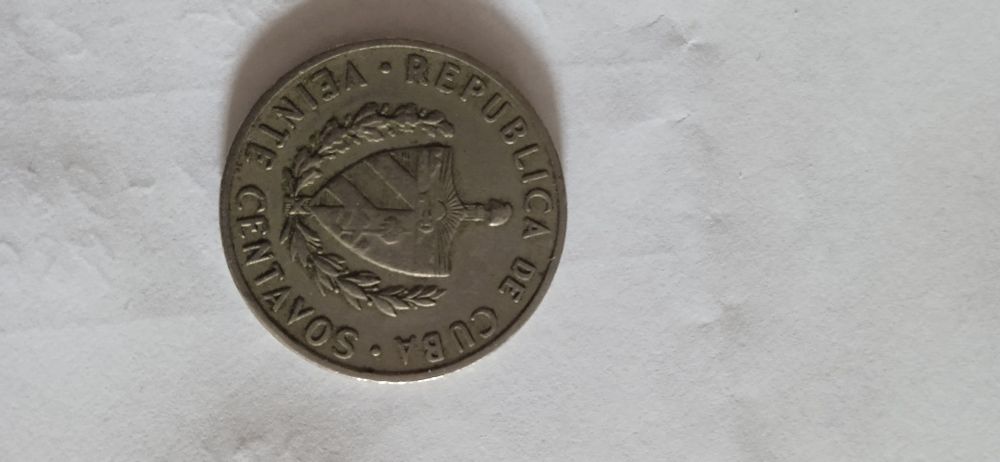 REPUBLICA DE CUBA
VEINTE CENTAVOS